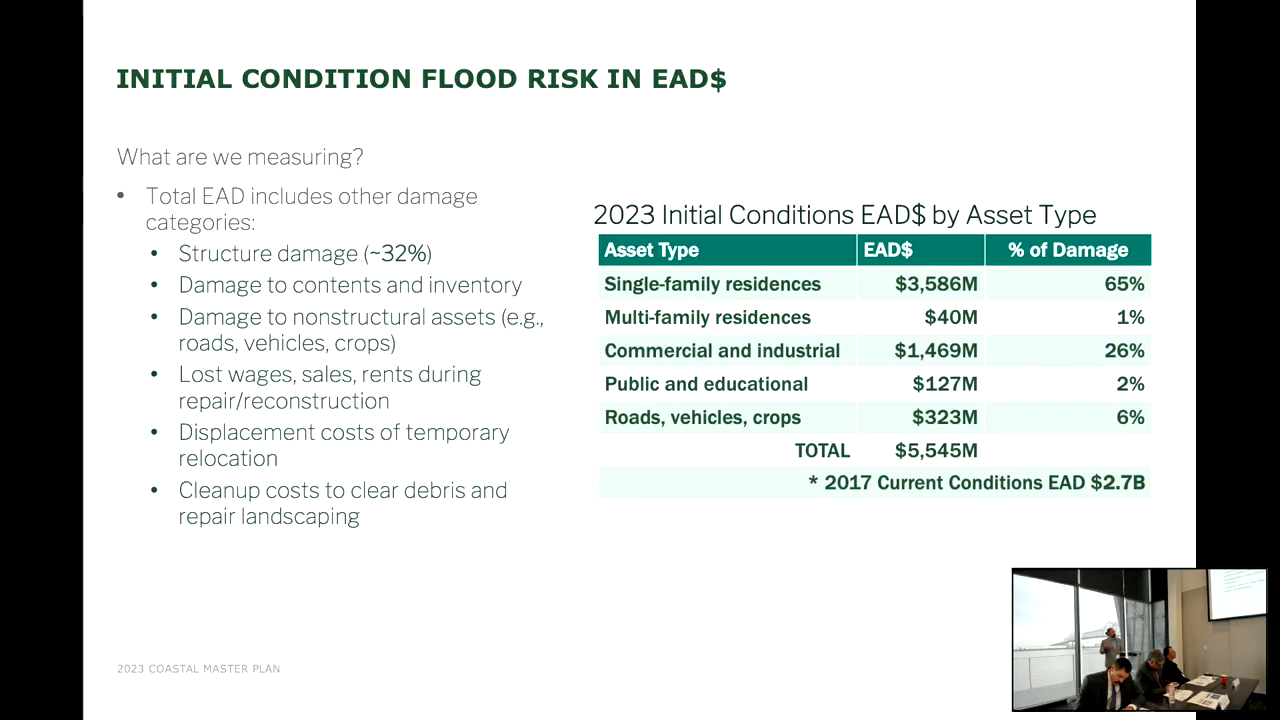 INITIAL CONDITION FLOOD RISK IN EAD$
What are we measuring?
• Total EAD includes other damage
categories:
• Structure damage (~32%)
• Damage to contents and inventory
• Damage to nonstructural assets (e.g.,
roads, vehicles, crops)
• Lost wages, sales, rents during
repair/reconstruction
• Displacement costs of temporary
relocation
• Cleanup costs to clear debris and
repair landscaping
2023 Initial Conditions EAD$ by Asset Type
Asset Type EAD$ % of Damage
Single-family residences $3,586M 65%
Multi-family residences $40M 1%
Commercial and industrial $1,469M 26%
Public and educational $127M 2%
Roads, vehicles, crops $323M 6%
TOTAL $5,545M
* 2017 Current Conditions EAD $2.7B
2023 COASTAL MASTER PLAN